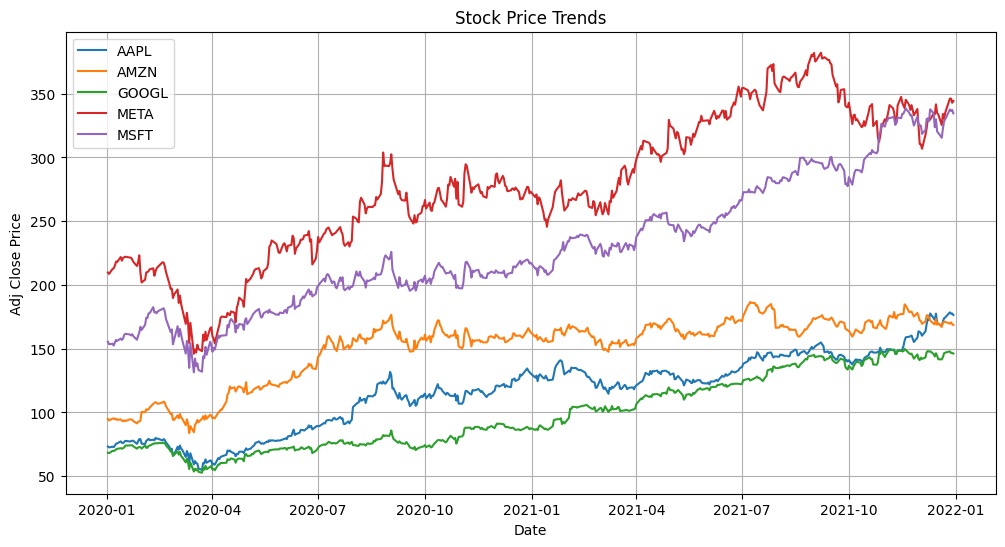 Stock Price Trends
AAPL
AMZN
GOOGL
META
MSFT
Adj Close Price
350
300
250
200
150
100
50
2020-01 2020-04 2020-07 2020-10 2021-01 2021-04 2021-07 2021-10 2022-01
Date